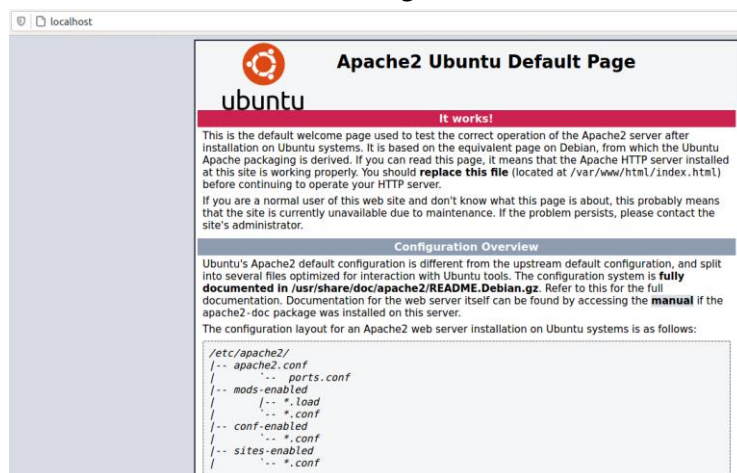 localhost
Apache2 Ubuntu Default Page
ubuntu
It works!
This is the default welcome page used to test the correct operation of the Apache2 server after
installation on Ubuntu systems. It is based on the equivalent page on Debian, from which the Ubuntu
Apache packaging is derived. If you can read this page, it means that the Apache HTTP server installed
at this site is working properly. You should replace this file (located at /var/www/html/index.html)
before continuing to operate your HTTP server.
If you are a normal user of this web site and don't know what this page is about, this probably means
that the site is currently unavailable due to maintenance. If the problem persists, please contact the
site's administrator.
Configuration Overview
Ubuntu's Apache2 default configuration is different from the upstream default configuration, and split
into several files optimized for interaction with Ubuntu tools. The configuration system is fully
documented in /usr/share/doc/apache2/README.Debian.gz. Refer to this for the full
documentation. Documentation for the web server itself can be found by accessing the manual if the
apache2-doc package was installed on this server.
The configuration layout for an Apache2 web server installation on Ubuntu systems is as follows:
/etc/apache2/
|-- apache2.conf
|       `--  ports.conf
|-- mods-enabled
|       |-- *.load
|       `-- *.conf
|-- conf-enabled
|       `-- *.conf
|-- sites-enabled
|       `-- *.conf